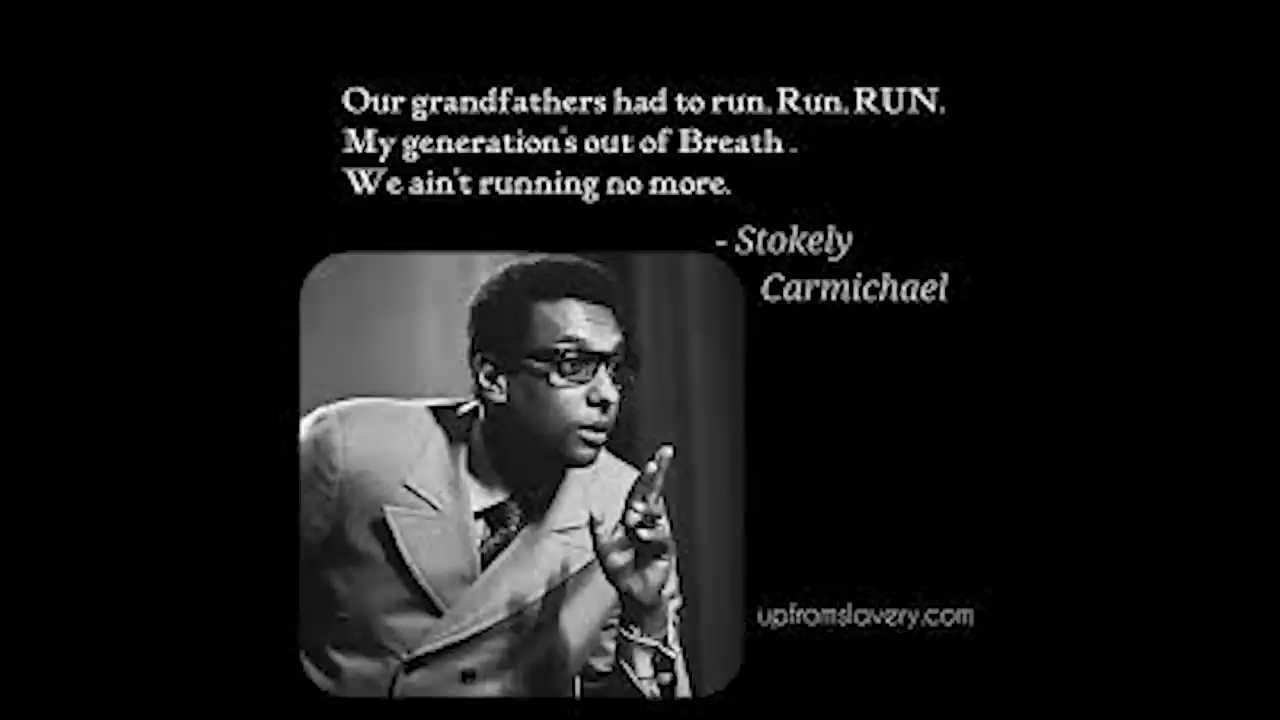 Our grandfathers had to run. Run. RUN.
My generation's out of Breath .
We ain't running no more.
- Stokely
Carmichael
upfromslavery.com